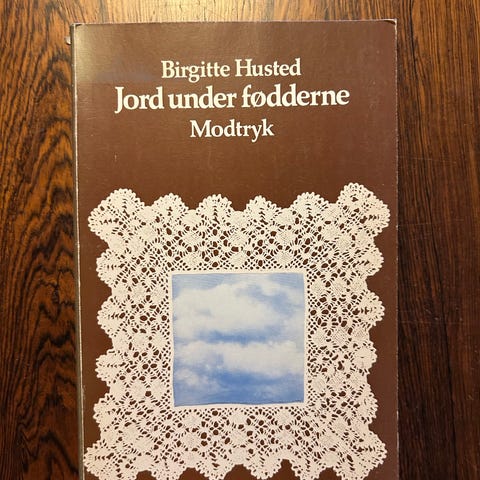 Birgitte Husted
Jord under fødderne
Modtryk